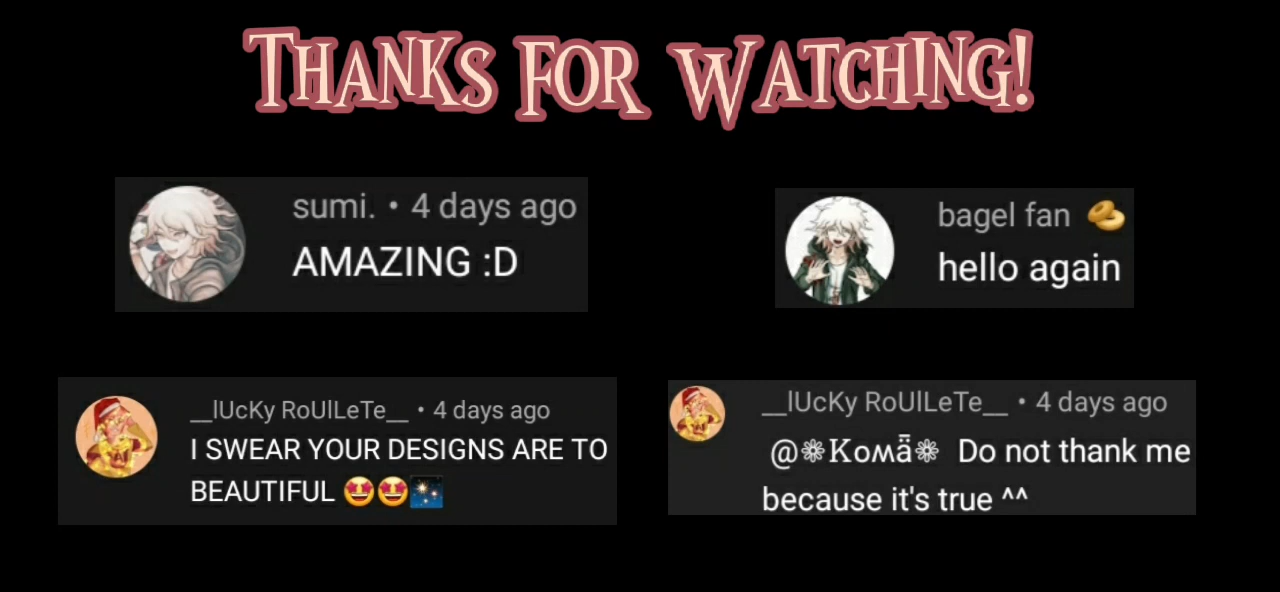 THANKS FOR WATCHING!
sumi. • 4 days ago
AMAZING :D
bagel fan 🥯
hello again
__lUcKy RoUlLeTe__ • 4 days ago
I SWEAR YOUR DESIGNS ARE TO
BEAUTIFUL 🤩🤩🎇
__lUcKy RoUlLeTe__ • 4 days ago
@❁Kᴏᴍǟ❁ Do not thank me
because it's true ^^